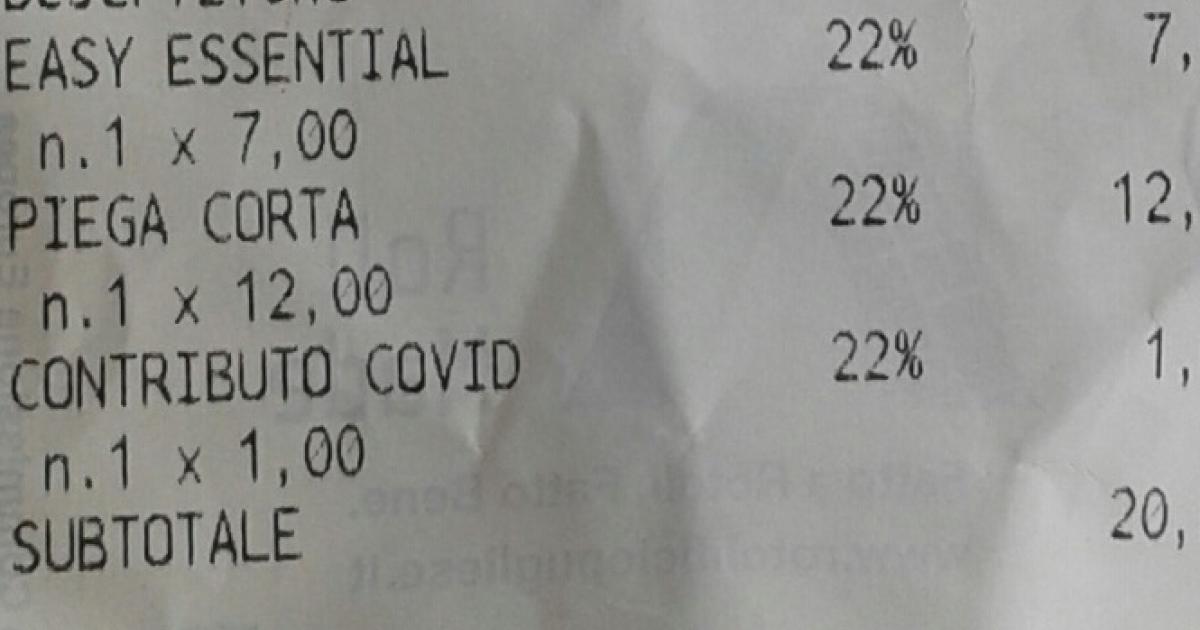 EASY ESSENTIAL 22% 7,
n.1 x 7,00
PIEGA CORTA 22% 12,
n.1 x 12,00
CONTRIBUTO COVID 22% 1,
n.1 x 1,00
SUBTOTALE 20,